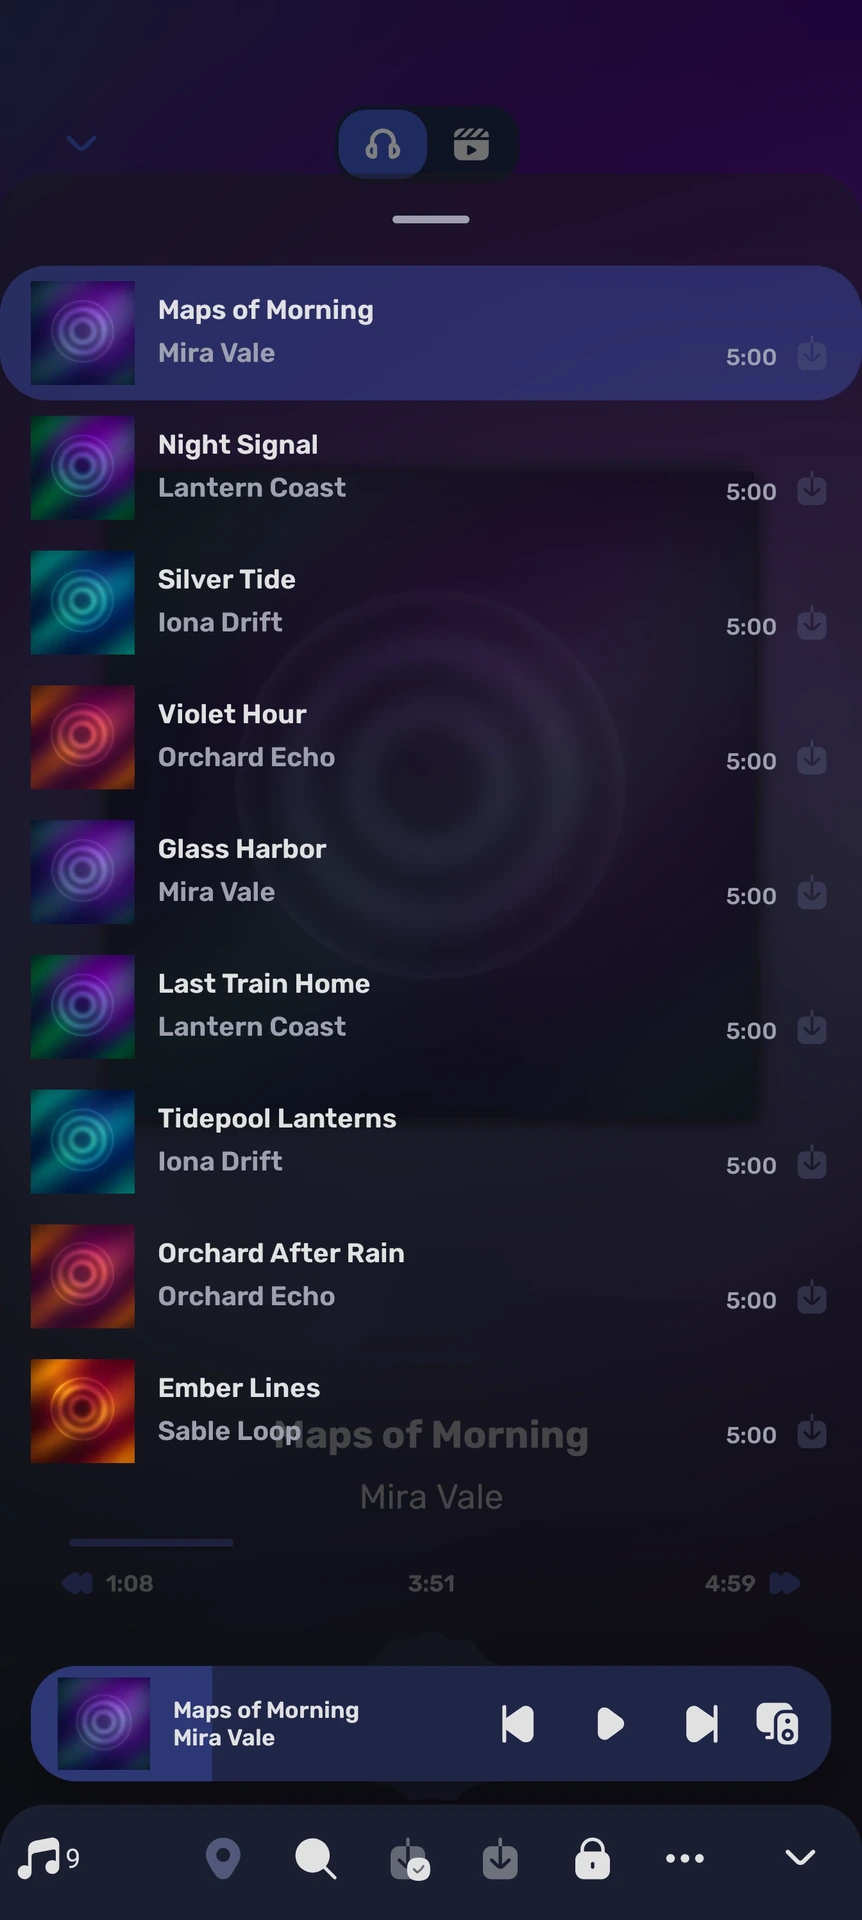 Maps of Morning
Mira Vale
5:00
Night Signal
Lantern Coast
5:00
Silver Tide
Iona Drift
5:00
Violet Hour
Orchard Echo
5:00
Glass Harbor
Mira Vale
5:00
Last Train Home
Lantern Coast
5:00
Tidepool Lanterns
Iona Drift
5:00
Orchard After Rain
Orchard Echo
5:00
Ember Lines
Sable Loop
5:00
Maps of Morning
Mira Vale
1:08 3:51 4:59
Maps of Morning
Mira Vale
9